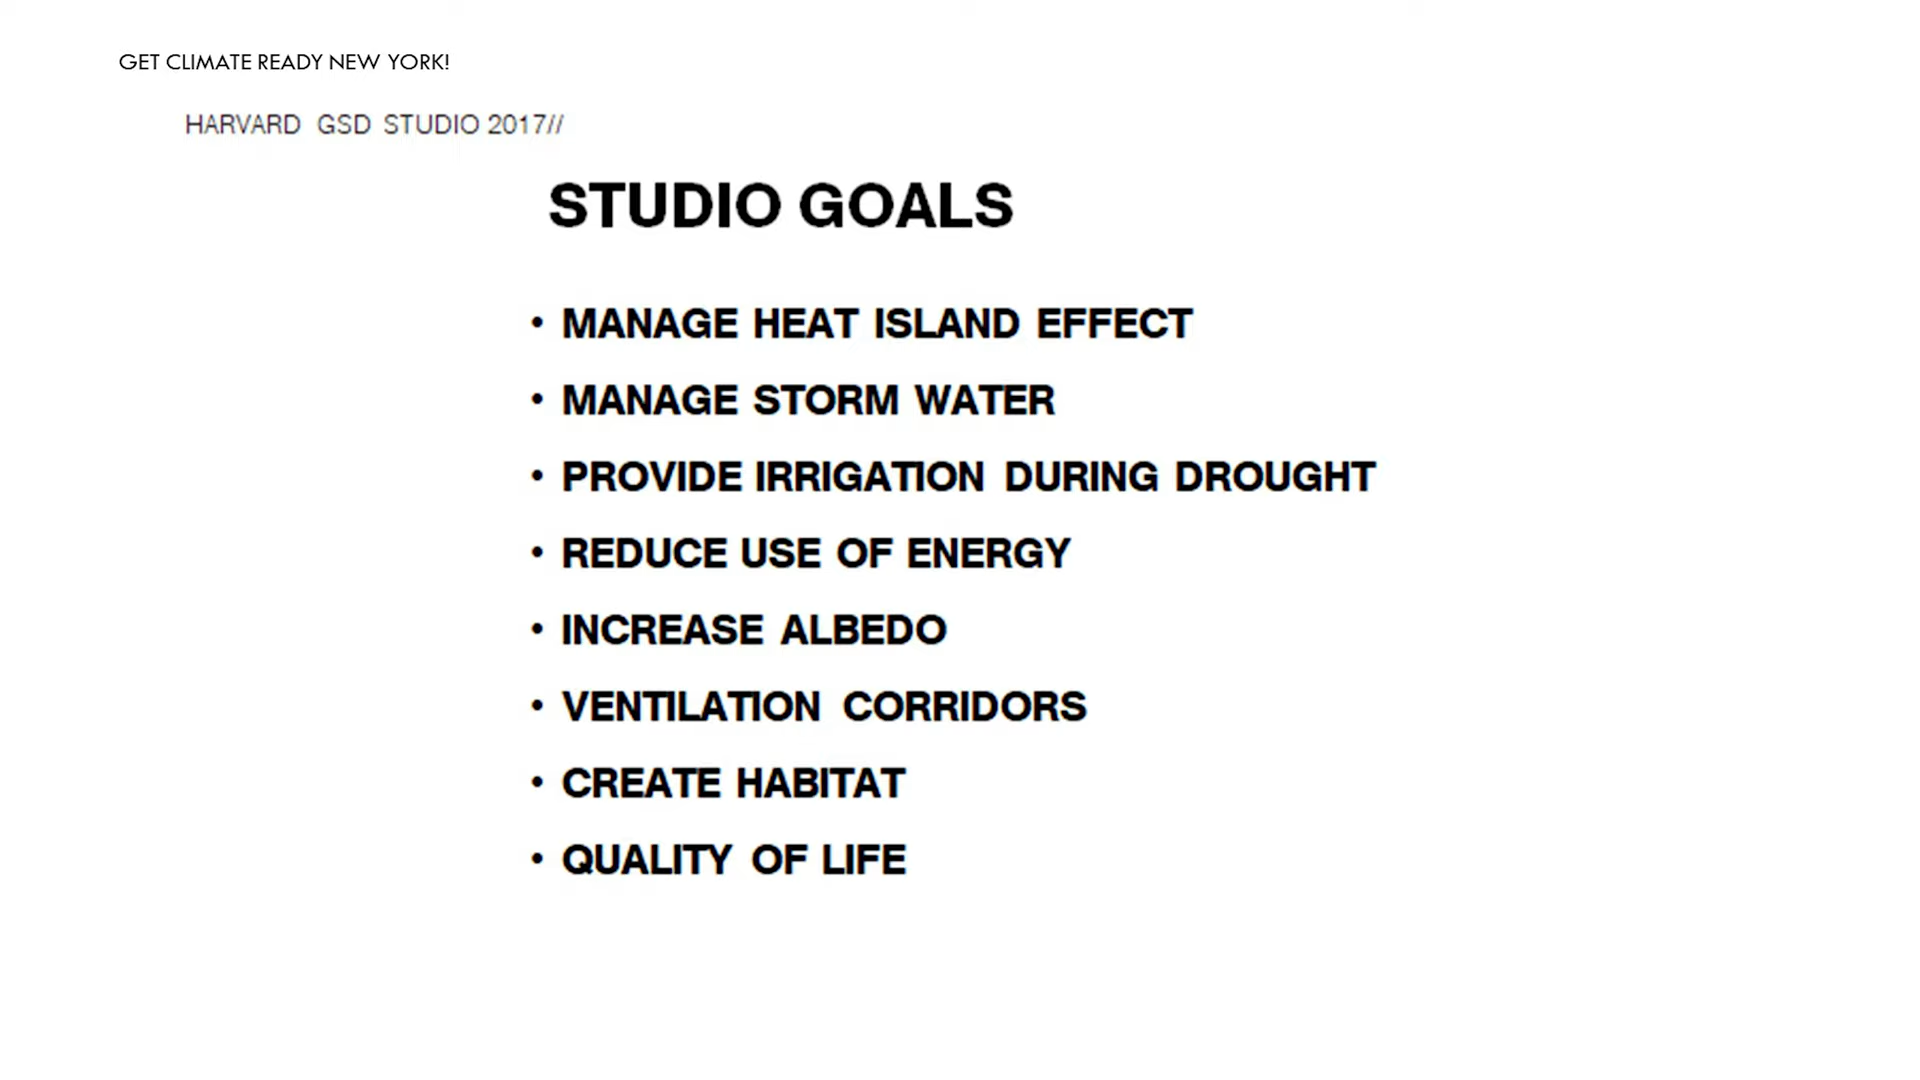 GET CLIMATE READY NEW YORK!
HARVARD GSD STUDIO 2017//
STUDIO GOALS
• MANAGE HEAT ISLAND EFFECT
• MANAGE STORM WATER
• PROVIDE IRRIGATION DURING DROUGHT
• REDUCE USE OF ENERGY
• INCREASE ALBEDO
• VENTILATION CORRIDORS
• CREATE HABITAT
• QUALITY OF LIFE